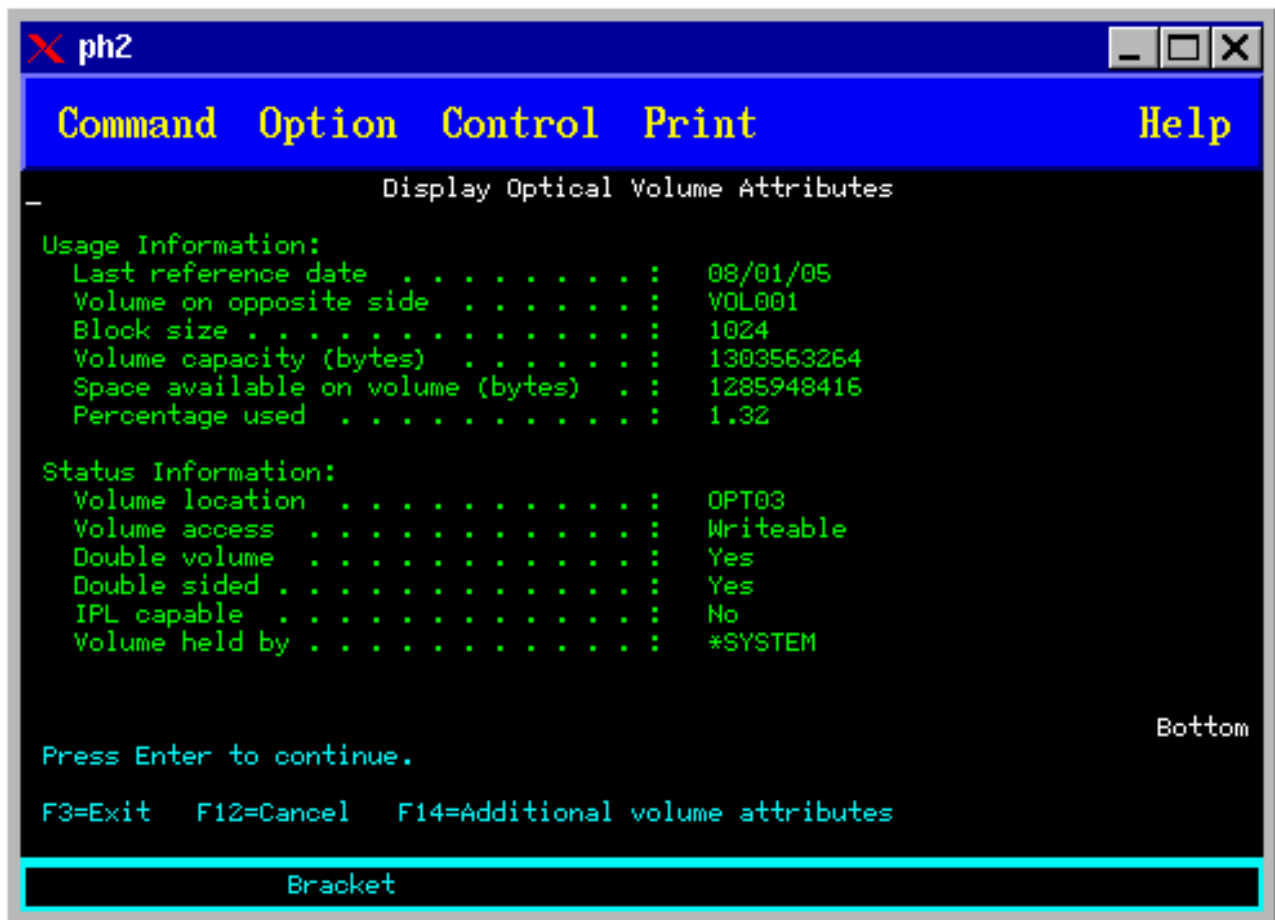 ph2
Command Option Control Print Help
Display Optical Volume Attributes
Usage Information:
Last reference date . . . . . . . . : 08/01/05
Volume on opposite side . . . . . . : VOL001
Block size . . . . . . . . . . . . . : 1024
Volume capacity (bytes) . . . . . . : 1303563264
Space available on volume (bytes) . : 1285948416
Percentage used . . . . . . . . . . : 1.32
Status Information:
Volume location . . . . . . . . . . : OPT03
Volume access . . . . . . . . . . . : Writeable
Double volume . . . . . . . . . . . : Yes
Double sided . . . . . . . . . . . . : Yes
IPL capable . . . . . . . . . . . . : No
Volume held by . . . . . . . . . . . : *SYSTEM
Bottom
Press Enter to continue.
F3=Exit F12=Cancel F14=Additional volume attributes
Bracket